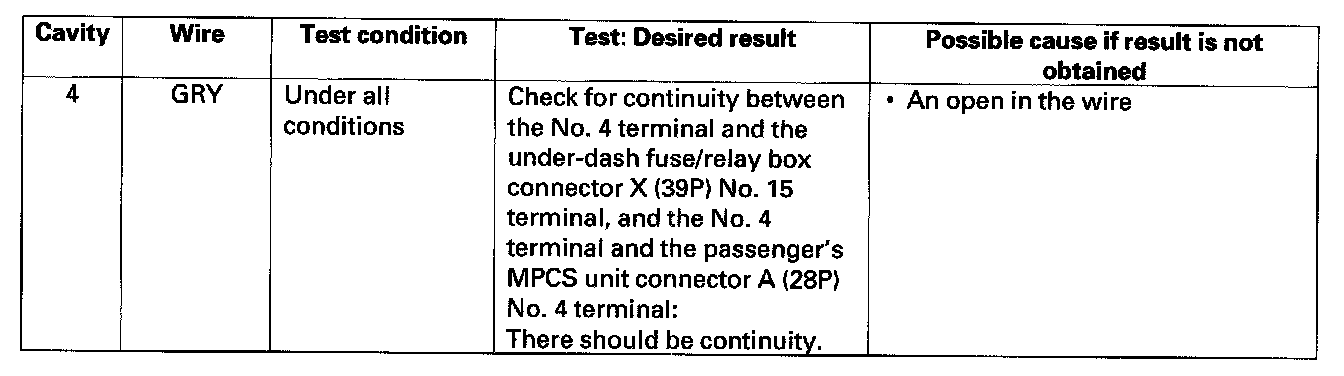 Cavity Wire Test condition Test: Desired result Possible cause if result is not
obtained
4 GRY Under all Check for continuity between • An open in the wire
conditions the No. 4 terminal and the
under-dash fuse/relay box
connector X (39P) No. 15
terminal, and the No. 4
terminal and the passenger's
MPCS unit connector A (28P)
No. 4 terminal:
There should be continuity.